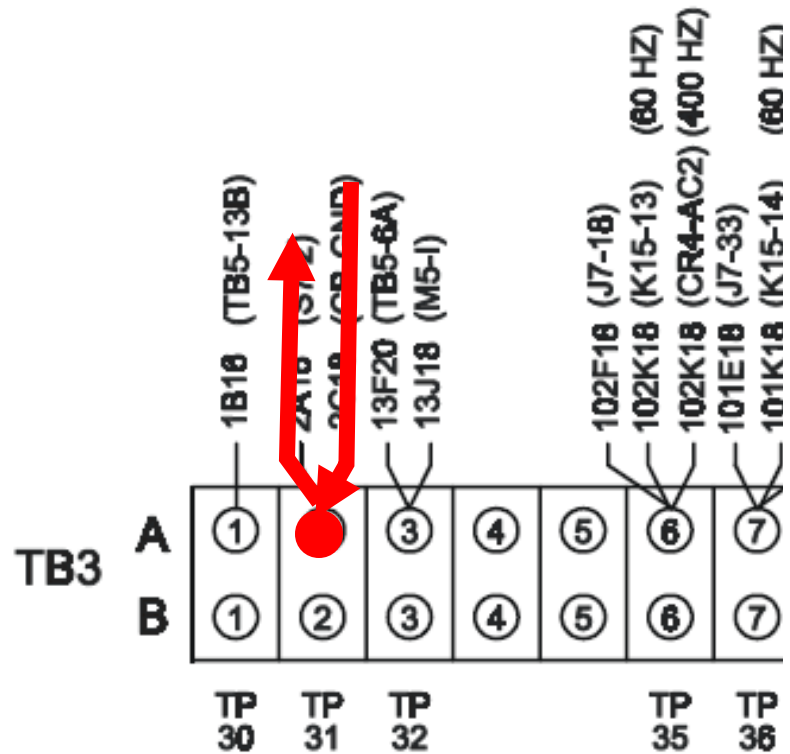 (60 HZ)
(400 HZ)
(60 HZ)
1B18 (TB5-13B)
2A18
13F20 (TB5-6A)
13J18 (M5-I)
102F18 (J7-18)
102K18 (K15-13)
102K18 (CR4-AC2)
101E18 (J7-33)
101K18 (K15-14)
TB3
A 1 3 4 5 6 7
B 1 2 3 4 5 6 7
TP TP TP TP TP
30 31 32 35 36